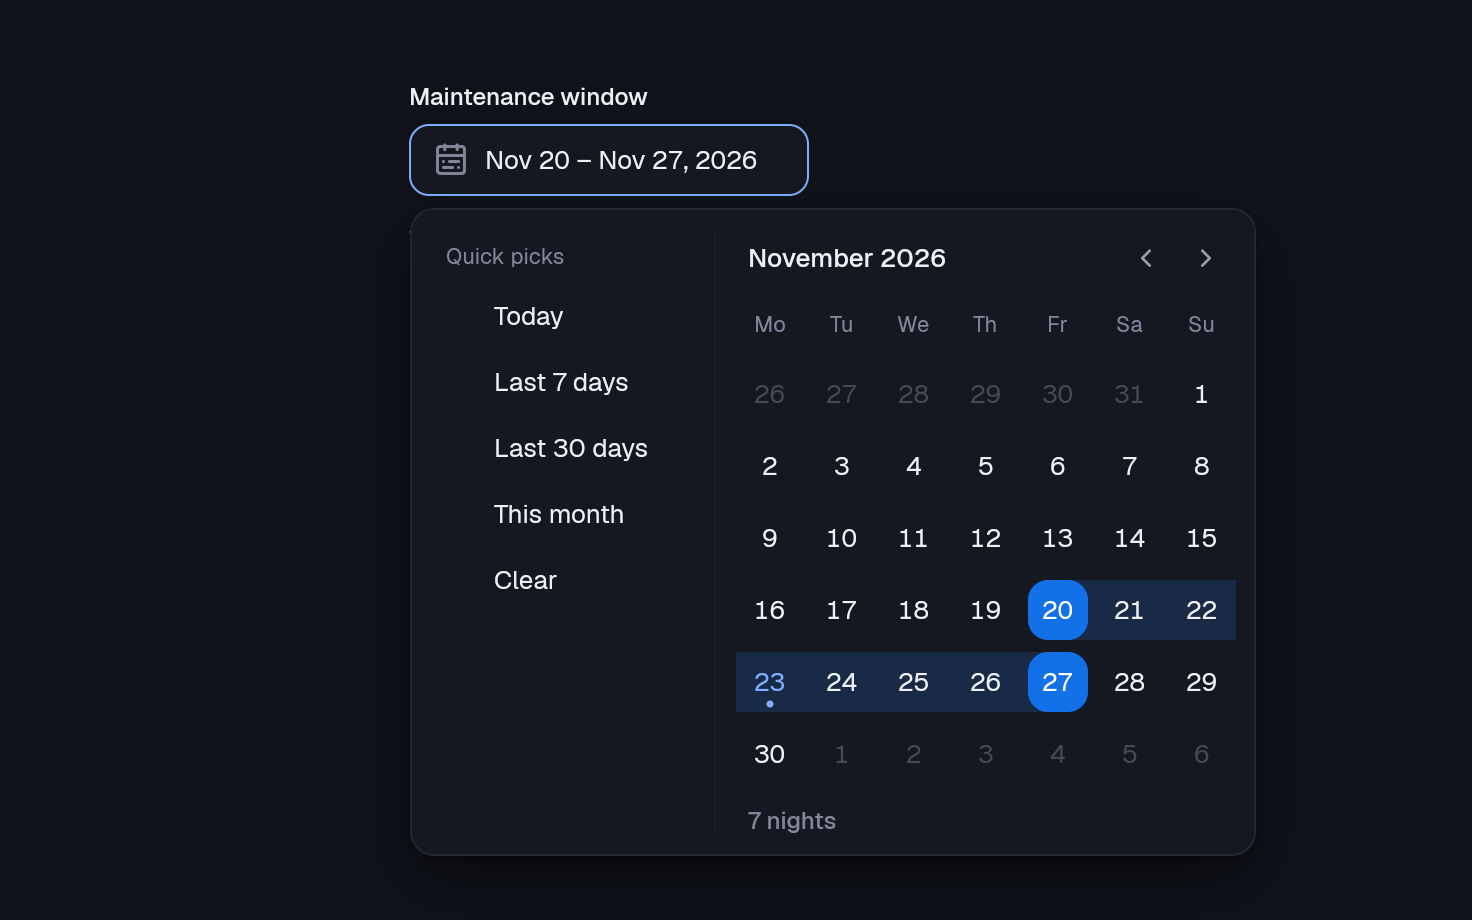 Maintenance window
Nov 20 – Nov 27, 2026
Quick picks
Today
Last 7 days
Last 30 days
This month
Clear
November 2026
Mo Tu We Th Fr Sa Su
26 27 28 29 30 31 1
2 3 4 5 6 7 8
9 10 11 12 13 14 15
16 17 18 19 20 21 22
23 24 25 26 27 28 29
30 1 2 3 4 5 6
7 nights